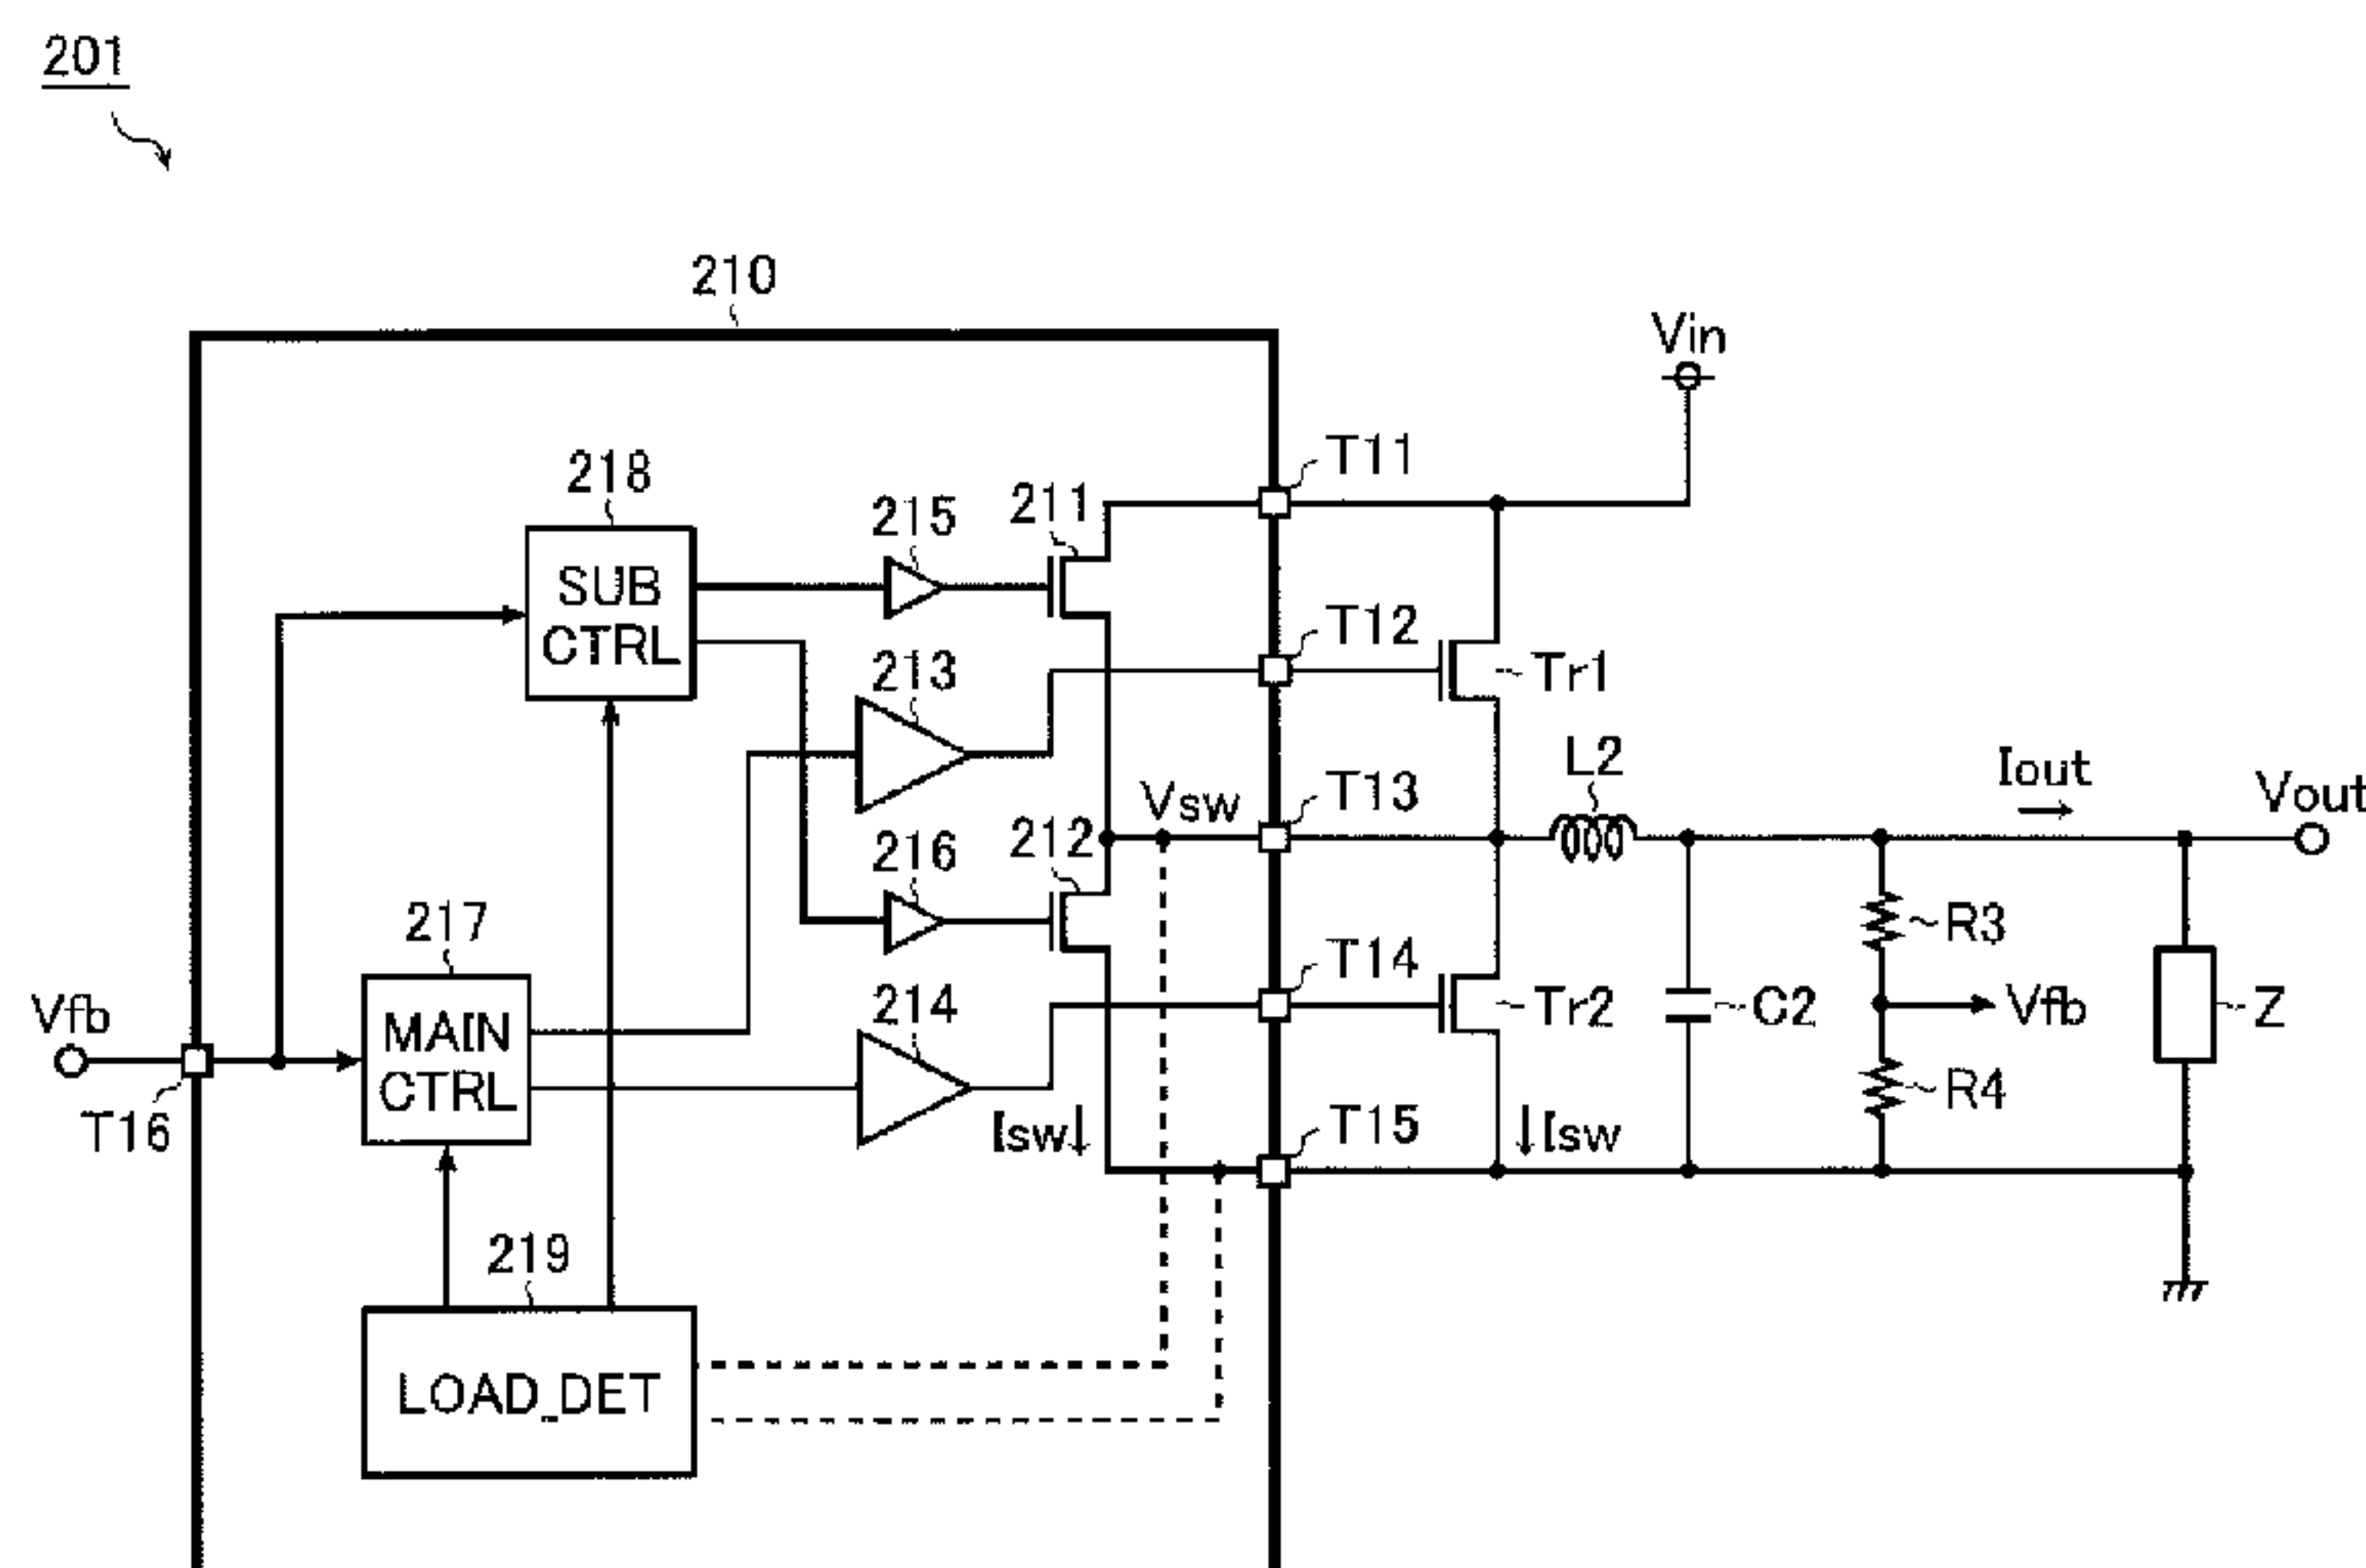 201
210
Vin
T11
218
215
211
SUB
CTRL
T12
213
Tr1
L2
Iout
Vout
Vsw
T13
216
212
217
T14
R3
Vfb
MAIN
CTRL
214
Tr2
C2
Vfb
Z
T16
Isw
T15
Isw
R4
219
LOAD_DET